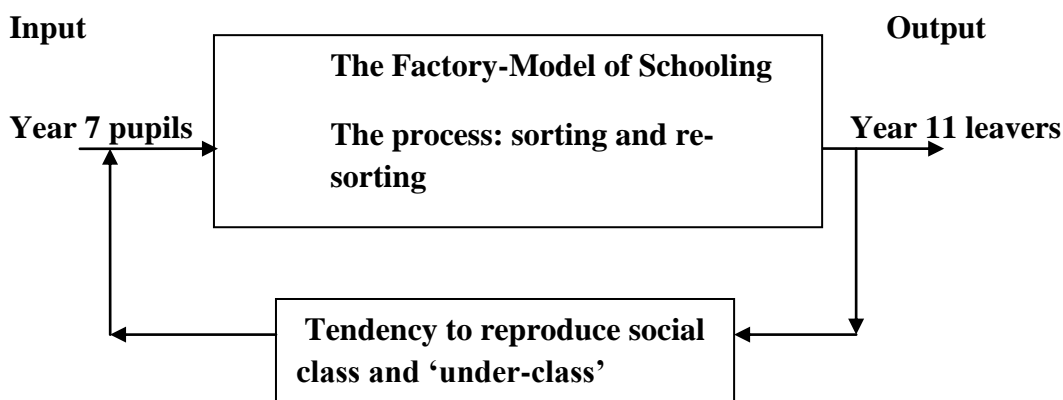 Input
Output
The Factory-Model of Schooling
Year 7 pupils
The process: sorting and re-
sorting
Year 11 leavers
Tendency to reproduce social
class and ‘under-class’